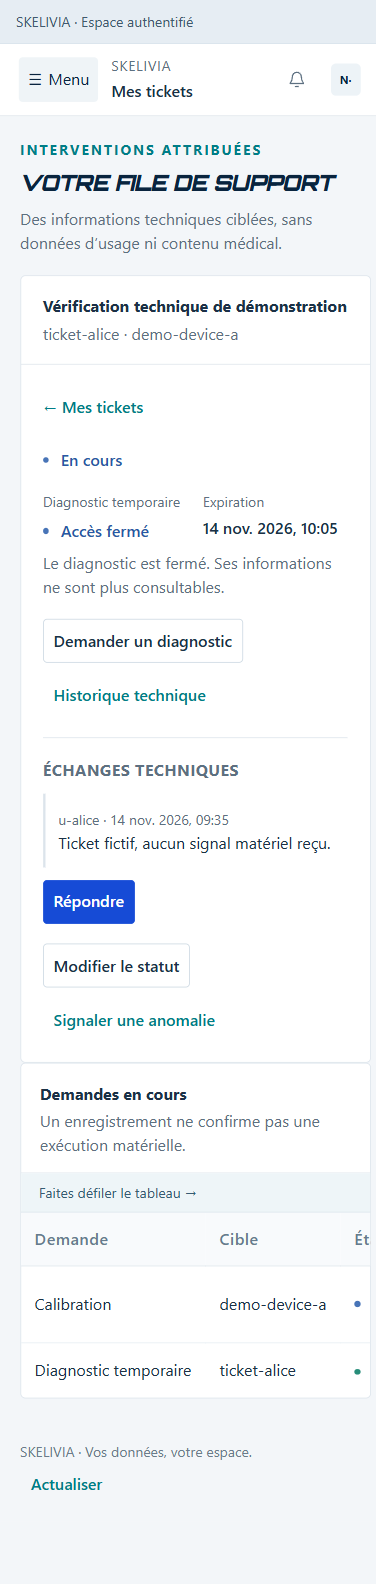 SKELIVIA · Espace authentifié
☰ Menu
SKELIVIA
Mes tickets
N·
INTERVENTIONS ATTRIBUÉES
VOTRE FILE DE SUPPORT
Des informations techniques ciblées, sans
données d'usage ni contenu médical.
Vérification technique de démonstration
ticket-alice · demo-device-a
← Mes tickets
En cours
Diagnostic temporaire
Accès fermé
Expiration
14 nov. 2026, 10:05
Le diagnostic est fermé. Ses informations
ne sont plus consultables.
Demander un diagnostic
Historique technique
ÉCHANGES TECHNIQUES
u-alice · 14 nov. 2026, 09:35
Ticket fictif, aucun signal matériel reçu.
Répondre
Modifier le statut
Signaler une anomalie
Demandes en cours
Un enregistrement ne confirme pas une
exécution matérielle.
Faites défiler le tableau →
Demande Cible
Calibration demo-device-a
Diagnostic temporaire ticket-alice
SKELIVIA · Vos données, votre espace.
Actualiser